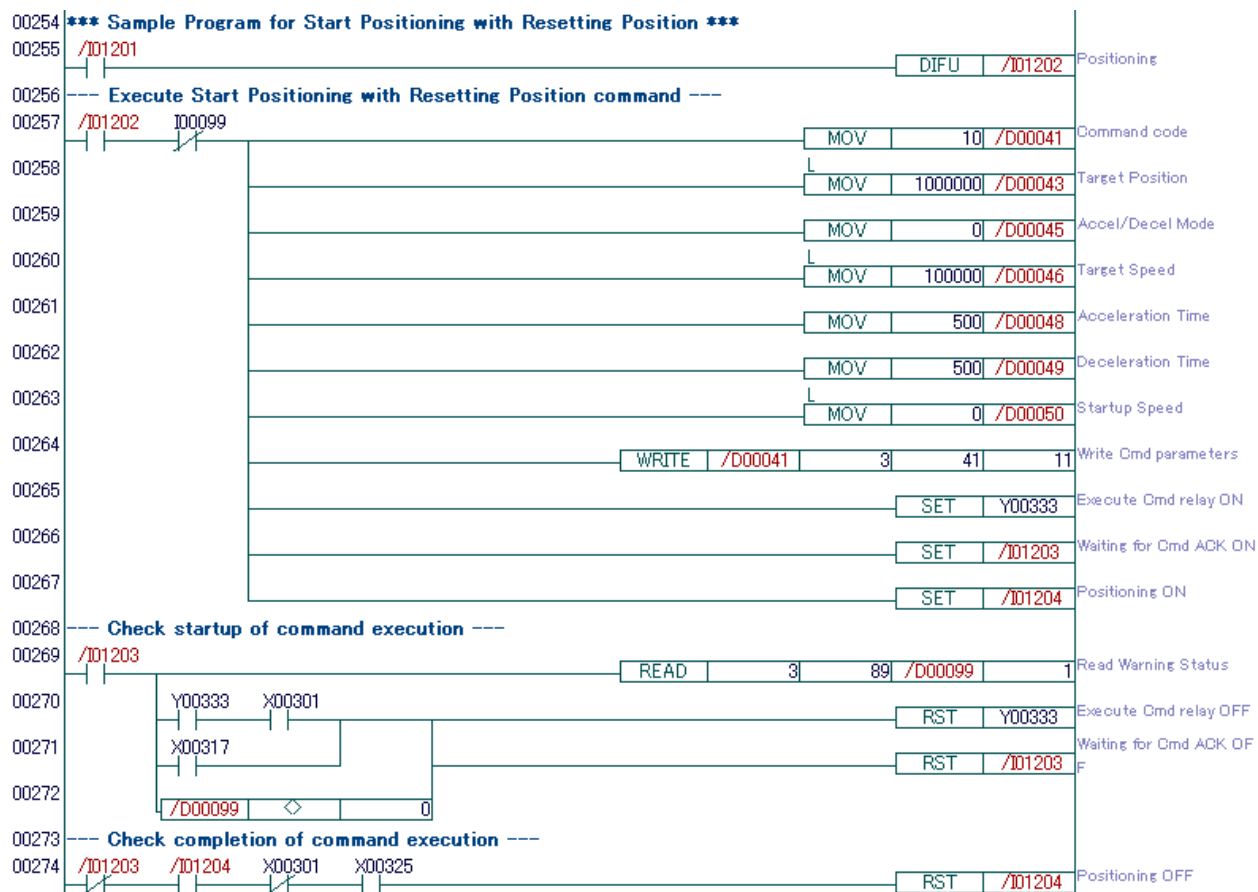 00254 *** Sample Program for Start Positioning with Resetting Position ***
00255 /I01201 DIFU /I01202 Positioning
00256 --- Execute Start Positioning with Resetting Position command ---
00257 /I01202 I00099 MOV 10 /D00041 Command code
00258 L MOV 1000000 /D00043 Target Position
00259 MOV 0 /D00045 Accel/Decel Mode
00260 L MOV 100000 /D00046 Target Speed
00261 MOV 500 /D00048 Acceleration Time
00262 MOV 500 /D00049 Deceleration Time
00263 L MOV 0 /D00050 Startup Speed
00264 WRITE /D00041 3 41 11 Write Cmd parameters
00265 SET Y00333 Execute Cmd relay ON
00266 SET /I01203 Waiting for Cmd ACK ON
00267 SET /I01204 Positioning ON
00268 --- Check startup of command execution ---
00269 /I01203 READ 3 89 /D00099 1 Read Warning Status
00270 Y00333 X00301 RST Y00333 Execute Cmd relay OFF
00271 X00317 RST /I01203 Waiting for Cmd ACK OF
F
00272 /D00099 <> 0
00273 --- Check completion of command execution ---
00274 /I01203 /I01204 X00301 X00325 RST /I01204 Positioning OFF